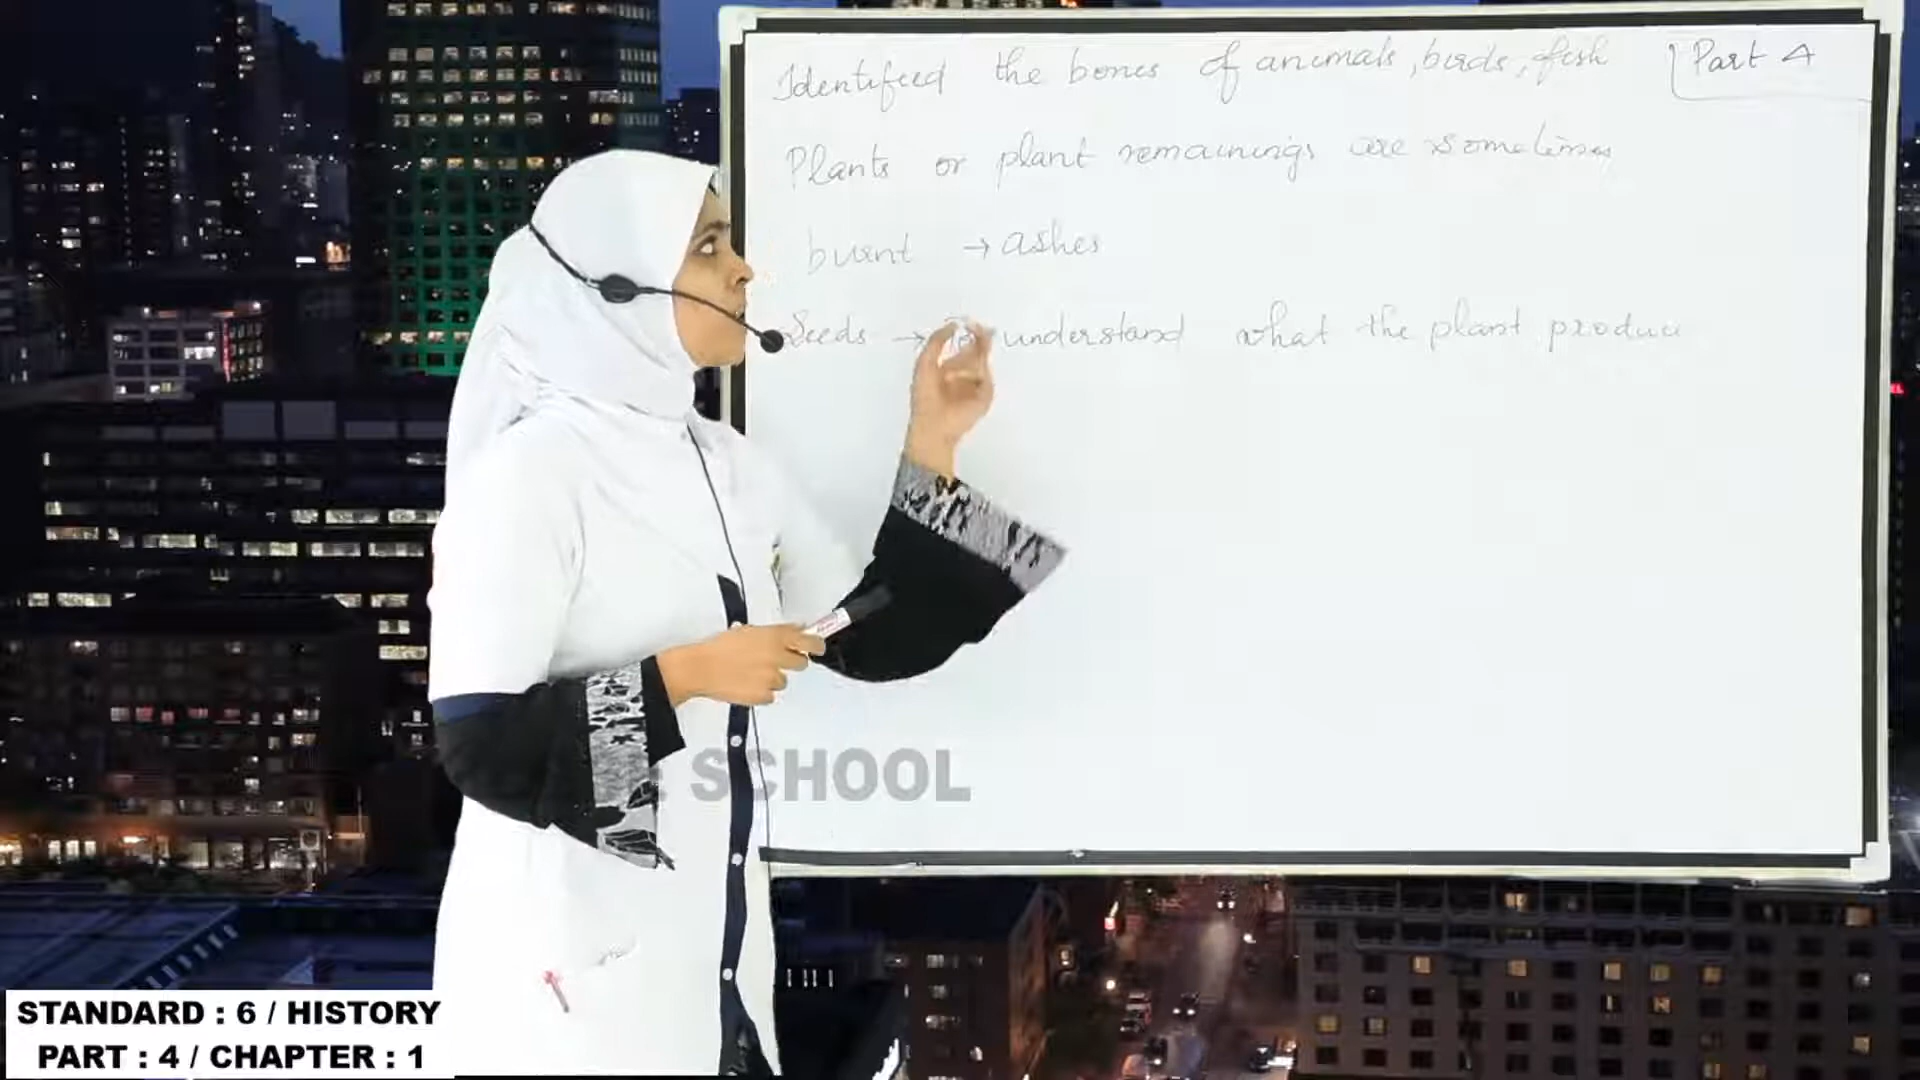 Identified the bones of animals, birds, fish
Part 4
Plants or plant remainings are sometimes
burnt → ashes
Seeds → To understand what the plant produce
SCHOOL
STANDARD : 6 / HISTORY
PART : 4 / CHAPTER : 1